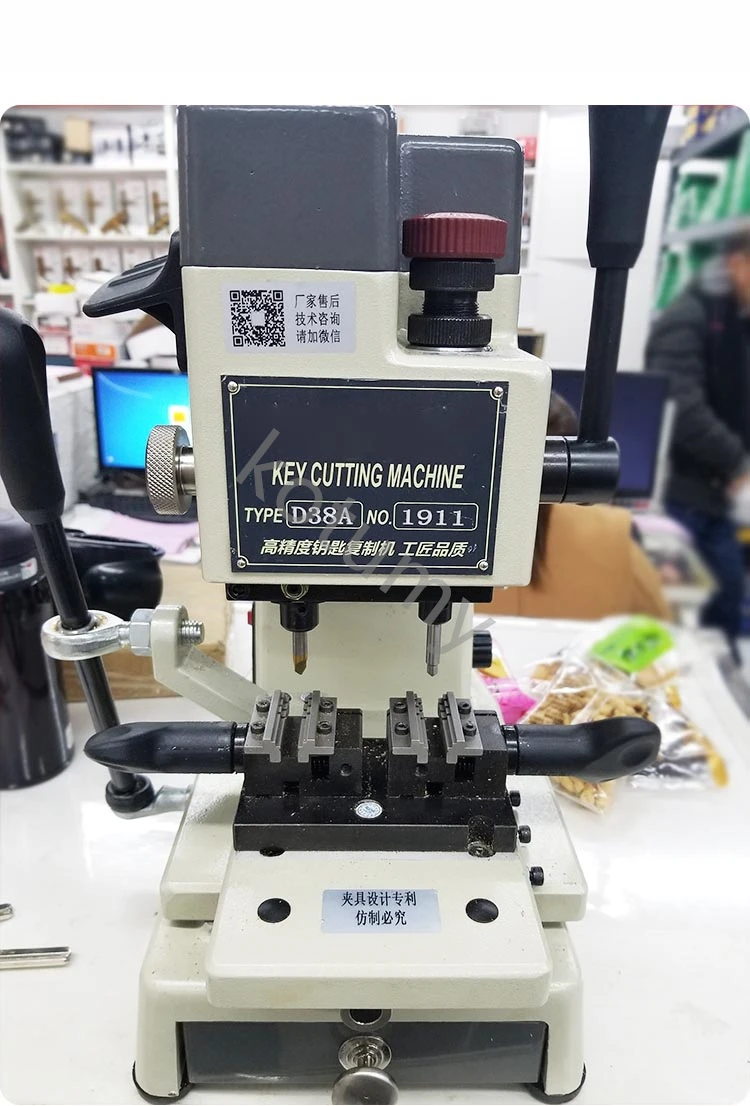 厂家售后
技术咨询
请加微信
KEY CUTTING MACHINE
TYPE D38A NO. 1911
高精度钥匙复制机 工匠品质
kolumy
夹具设计专利
仿制必究